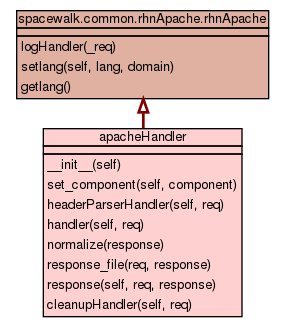 spacewalk.common.rhnApache.rhnApache
logHandler(_req)
setlang(self, lang, domain)
getlang()
apacheHandler
__init__(self)
set_component(self, component)
headerParserHandler(self, req)
handler(self, req)
normalize(response)
response_file(req, response)
response(self, req, response)
cleanupHandler(self, req)